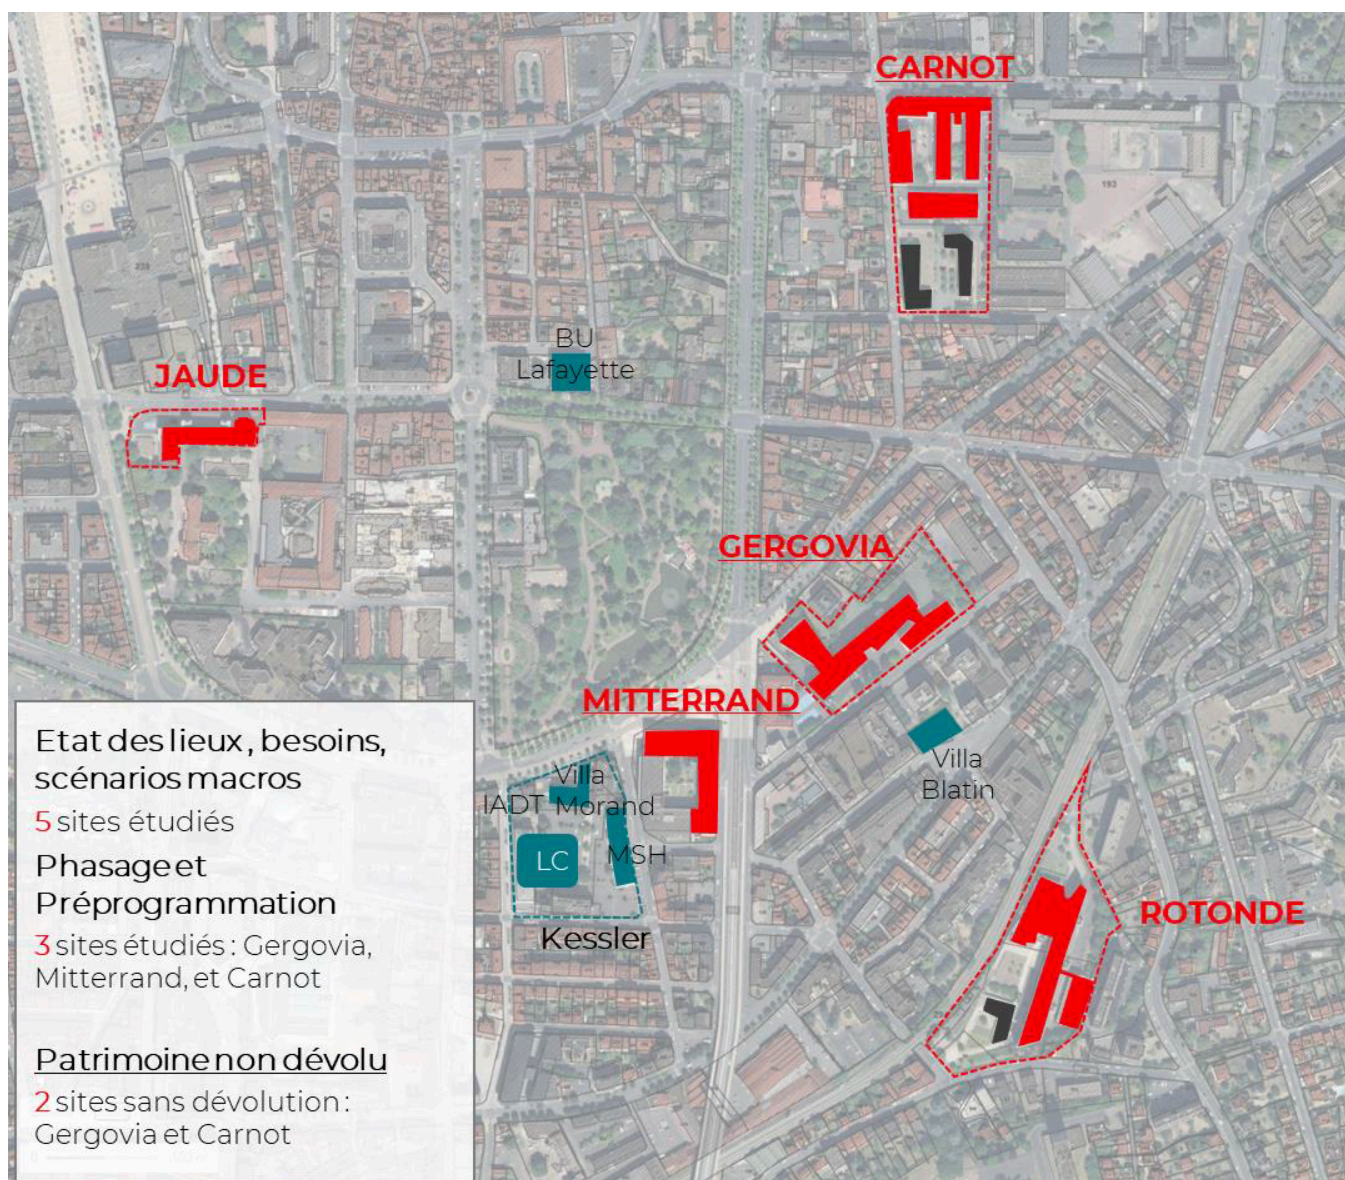 CARNOT
193
BU
Lafayette
JAUDE
GERGOVIA
MITTERRAND
Villa
Morand
IADT
MSH
LC
Kessler
Villa
Blatin
ROTONDE
Etat des lieux, besoins,
scénarios macros
5 sites étudiés
Phasage et
Préprogrammation
3 sites étudiés : Gergovia,
Mitterrand, et Carnot
Patrimoine non dévolu
2 sites sans dévolution :
Gergovia et Carnot